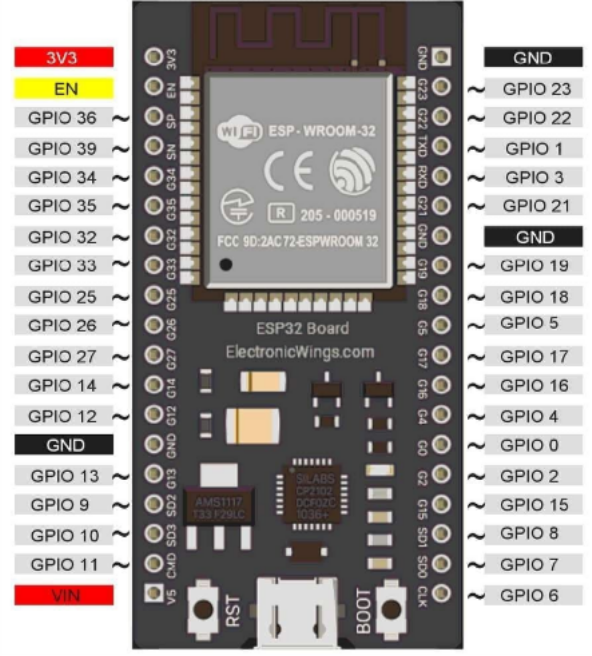 3V3
EN
GPIO 36
GPIO 39
GPIO 34
GPIO 35
GPIO 32
GPIO 33
GPIO 25
GPIO 26
GPIO 27
GPIO 14
GPIO 12
GND
GPIO 13
GPIO 9
GPIO 10
GPIO 11
VIN
3V3
EN
SP
SN
G34
G35
G32
G33
G25
G26
G27
G14
G12
GND
G13
SD2
SD3
CMD
V5
WiFi ESP-WROOM-32
CE
R 205-000519
FCC 9D:2AC72-ESPWROOM 32
ESP32 Board
ElectronicWings.com
AMS1117
T33 F29LC
SILABS
CP2102
DCF02C
1036+
RST
BOOT
GND
G23
G22
TXD
RXD
G21
GND
G19
G18
G5
G17
G16
G4
G0
G2
G15
SD1
SD0
CLK
GND
GPIO 23
GPIO 22
GPIO 1
GPIO 3
GPIO 21
GND
GPIO 19
GPIO 18
GPIO 5
GPIO 17
GPIO 16
GPIO 4
GPIO 0
GPIO 2
GPIO 15
GPIO 8
GPIO 7
GPIO 6